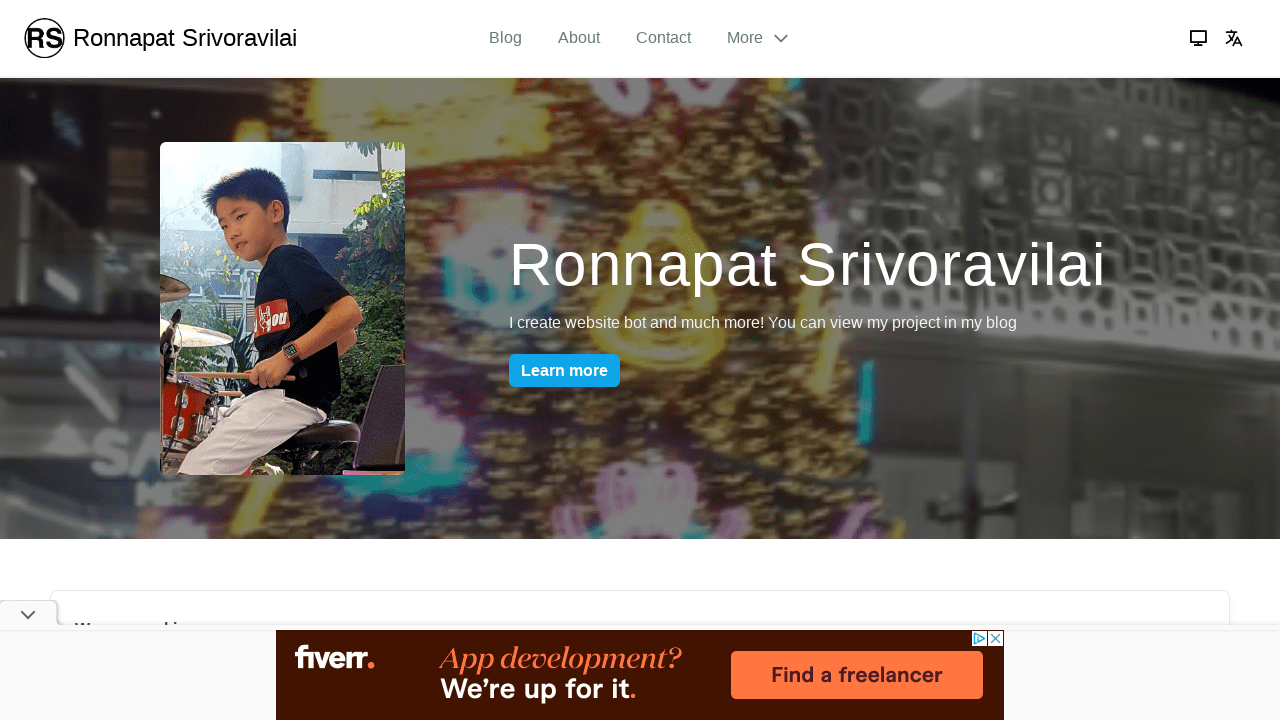 RS Ronnapat Srivoravilai
Blog About Contact More
Ronnapat Srivoravilai
I create website bot and much more! You can view my project in my blog
Learn more
fiverr.
App development?
We're up for it.
Find a freelancer